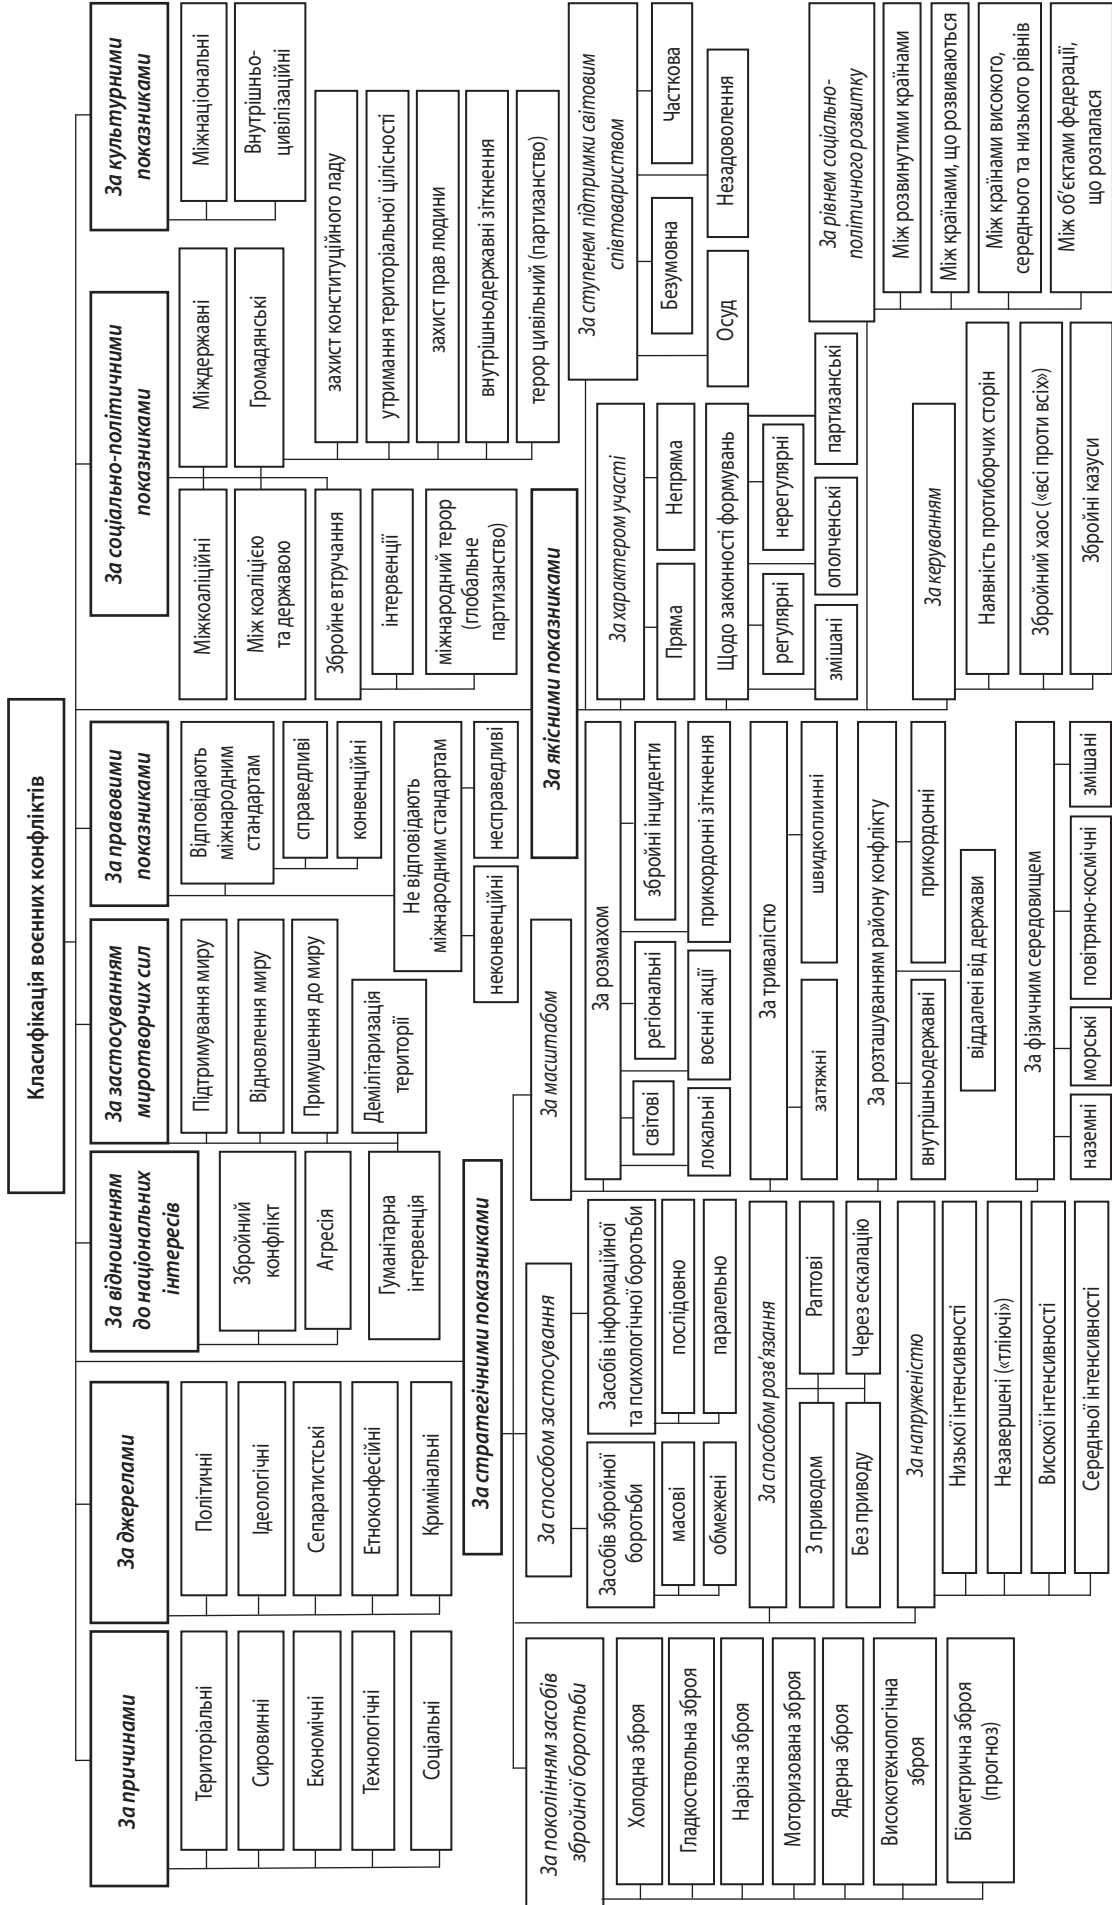 Класифікація воєнних конфліктів
За причинами
Територіальні
Сировинні
Економічні
Технологічні
Соціальні
За джерелами
Політичні
Ідеологічні
Сепаратистські
Етноконфесійні
Кримінальні
За відношенням
до національних
інтересів
Збройний
конфлікт
Агресія
Гуманітарна
інтервенція
За застосуванням
миротворчих сил
Підтримування миру
Відновлення миру
Примушення до миру
Демілітаризація
території
За правовими
показниками
Відповідають
міжнародним
стандартам
справедливі
конвенційні
Не відповідають
міжнародним стандартам
неконвенційні
несправедливі
За соціально-політичними
показниками
Міжкоаліційні
Міждержавні
Між коаліцією
та державою
Громадянські
Збройне втручання
інтервенції
міжнародний терор
(глобальне
партизанство)
захист конституційного ладу
утримання територіальної цілісності
захист прав людини
внутрішньодержавні зіткнення
терор цивільний (партизанство)
За культурними
показниками
Міжнаціональні
Внутрішньо-
цивілізаційні
За стратегічними показниками
За поколінням засобів
збройної боротьби
Холодна зброя
Гладкоствольна зброя
Нарізна зброя
Моторизована зброя
Ядерна зброя
Високотехнологічна
зброя
Біометрична зброя
(прогноз)
За способом застосування
Засобів збройної
боротьби
масові
обмежені
Засобів інформаційної
та психологічної боротьби
послідовно
паралельно
За способом розв’язання
З приводом
Раптові
Без приводу
Через ескалацію
За напруженістю
Низької інтенсивності
Незавершені («тліючі»)
Високої інтенсивності
Середньої інтенсивності
За масштабом
За розмахом
світові
регіональні
збройні інциденти
локальні
воєнні акції
прикордонні зіткнення
За тривалістю
затяжні
швидкоплинні
За розташуванням району конфлікту
внутрішньодержавні
прикордонні
віддалені від держави
За фізичним середовищем
наземні
морські
повітряно-космічні
змішані
За якісними показниками
За характером участі
Пряма
Непряма
Щодо законності формувань
регулярні
нерегулярні
змішані
ополченські
партизанські
За керуванням
Наявність протиборчих сторін
Збройний хаос («всі проти всіх»)
Збройні казуси
За ступенем підтримки світовим
співтовариством
Безумовна
Часткова
Осуд
Незадоволення
За рівнем соціально-
політичного розвитку
Між розвинутими країнами
Між країнами, що розвиваються
Між країнами високого,
середнього та низького рівнів
Між об’єктами федерації,
що розпалася